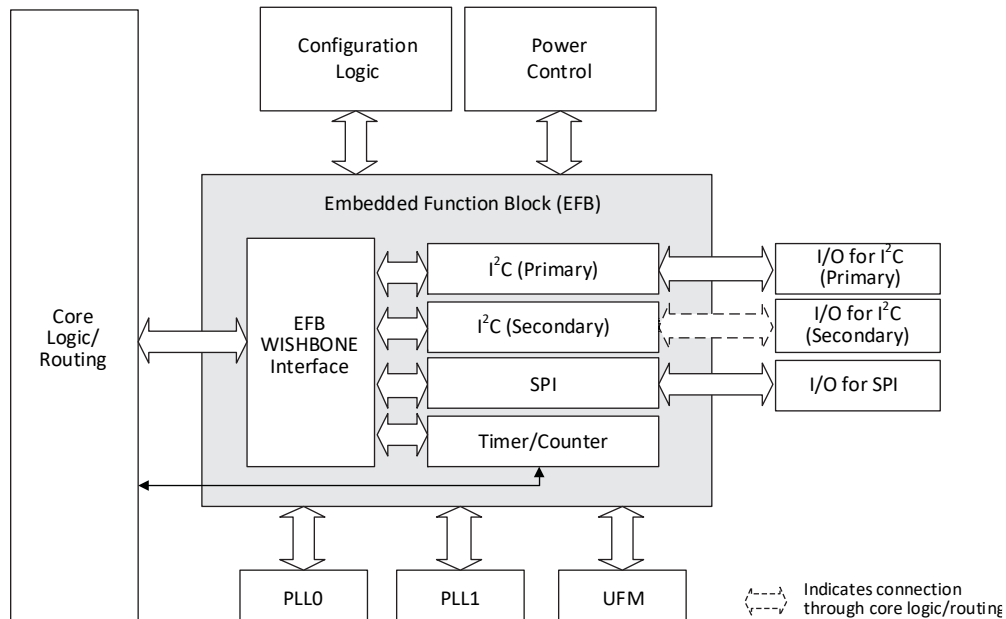 Configuration
Logic
Power
Control
Embedded Function Block (EFB)
Core
Logic/
Routing
EFB
WISHBONE
Interface
I²C (Primary)
I²C (Secondary)
SPI
Timer/Counter
I/O for I²C
(Primary)
I/O for I²C
(Secondary)
I/O for SPI
PLL0
PLL1
UFM
Indicates connection
through core logic/routing